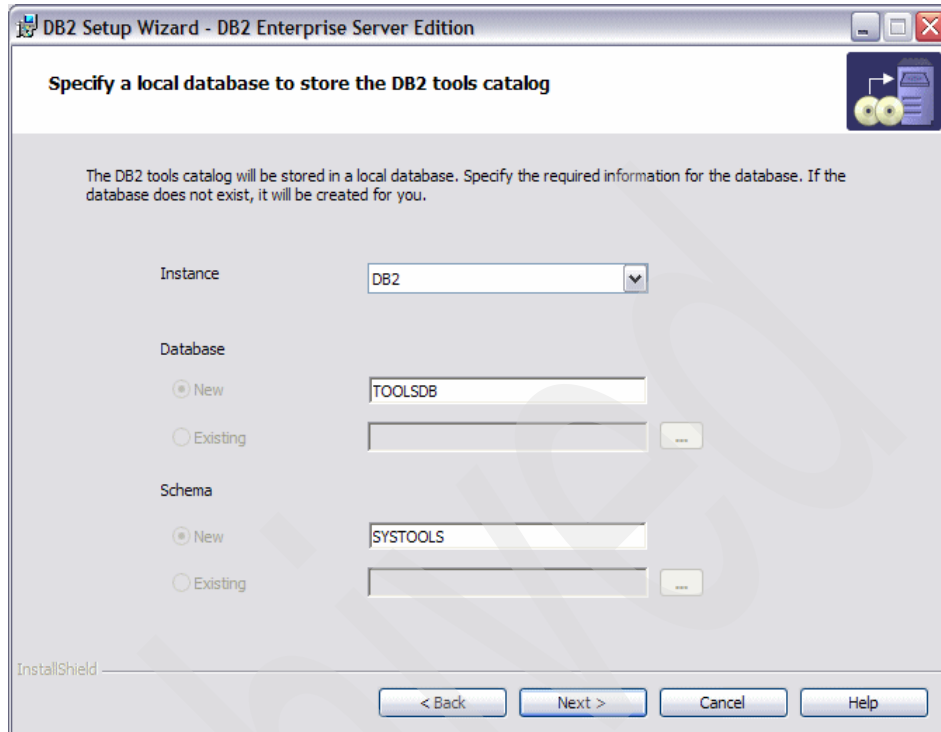 DB2 Setup Wizard - DB2 Enterprise Server Edition
Specify a local database to store the DB2 tools catalog
The DB2 tools catalog will be stored in a local database. Specify the required information for the database. If the
database does not exist, it will be created for you.
Instance
DB2
Database
New
TOOLSDB
Existing
...
Schema
New
SYSTOOLS
Existing
...
InstallShield
< Back
Next >
Cancel
Help